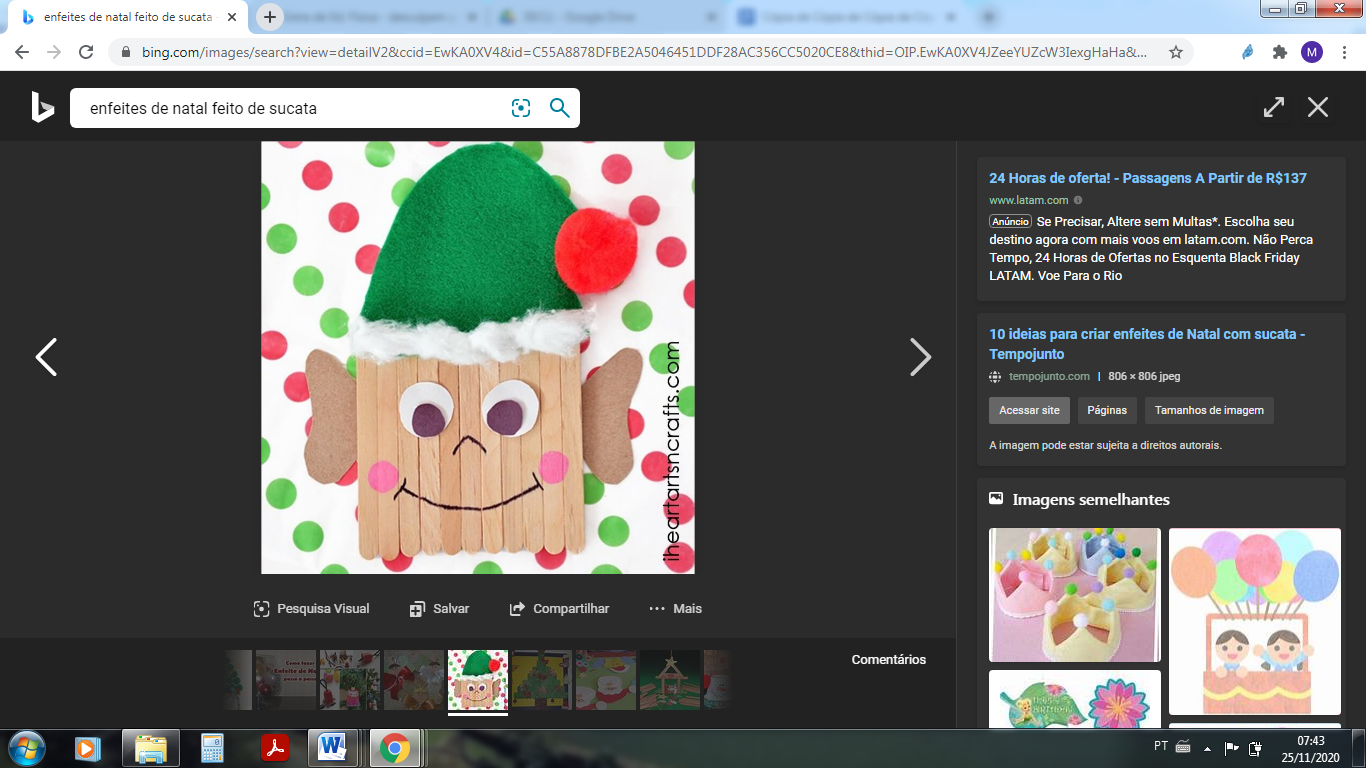 enfeites de natal feito de sucata
bing.com/images/search?view=detailV2&ccid=EwKA0XV4&id=C55A8878DFBE2A5046451DDF28AC356CC5020CE8&thid=OIP.EwKA0XV4JZeeYUZcW3IexgHaHa&...
M
enfeites de natal feito de sucata
iheartartsncrafts.com
Pesquisa Visual
Salvar
Compartilhar
Mais
Comentários
24 Horas de oferta! - Passagens A Partir de R$137
www.latam.com
Anúncio Se Precisar, Altere sem Multas*. Escolha seu
destino agora com mais voos em latam.com. Não Perca
Tempo, 24 Horas de Ofertas no Esquenta Black Friday
LATAM. Voe Para o Rio
10 ideias para criar enfeites de Natal com sucata -
Tempojunto
tempojunto.com | 806 × 806 jpeg
Acessar site
Páginas
Tamanhos de imagem
A imagem pode estar sujeita a direitos autorais.
Imagens semelhantes
PT
07:43
25/11/2020